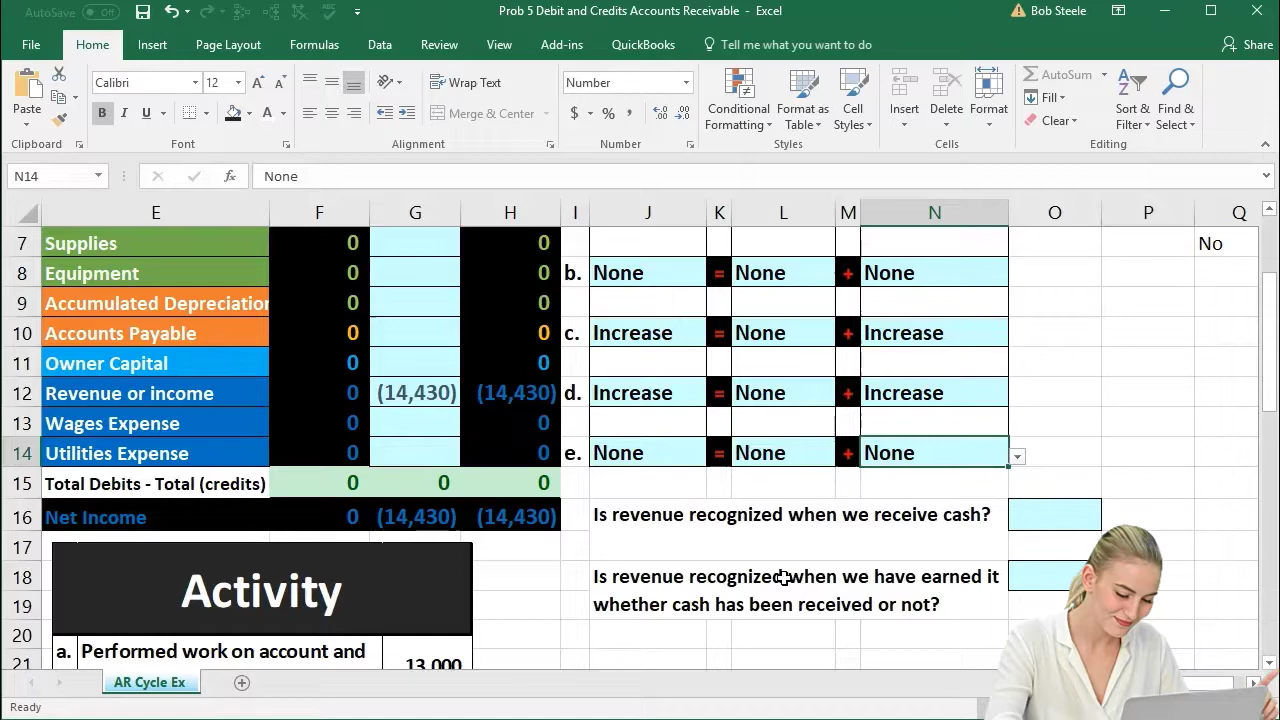 AutoSave Off
Prob 5 Debit and Credits Accounts Receivable - Excel
Bob Steele
File Home Insert Page Layout Formulas Data Review View Add-ins QuickBooks Tell me what you want to do Share
Calibri 12 Wrap Text Number AutoSum
Fill
Paste B I U Merge & Center $ % , Conditional Formatting Format as Table Cell Styles Insert Delete Format Clear Sort & Filter Find & Select
Clipboard Font Alignment Number Styles Cells Editing
N14 fx None
E F G H I J K L M N O P Q
7 Supplies 0 0 No
8 Equipment 0 0 b. None = None + None
9 Accumulated Depreciation 0 0
10 Accounts Payable 0 0 c. Increase = None + Increase
11 Owner Capital 0 0
12 Revenue or income 0 (14,430) (14,430) d. Increase = None + Increase
13 Wages Expense 0 0
14 Utilities Expense 0 0 e. None = None + None
15 Total Debits - Total (credits) 0 0 0
16 Net Income 0 (14,430) (14,430) Is revenue recognized when we receive cash?
17
18 Activity Is revenue recognized when we have earned it
19 whether cash has been received or not?
20
21 a. Performed work on account and 13,000
AR Cycle Ex
Ready